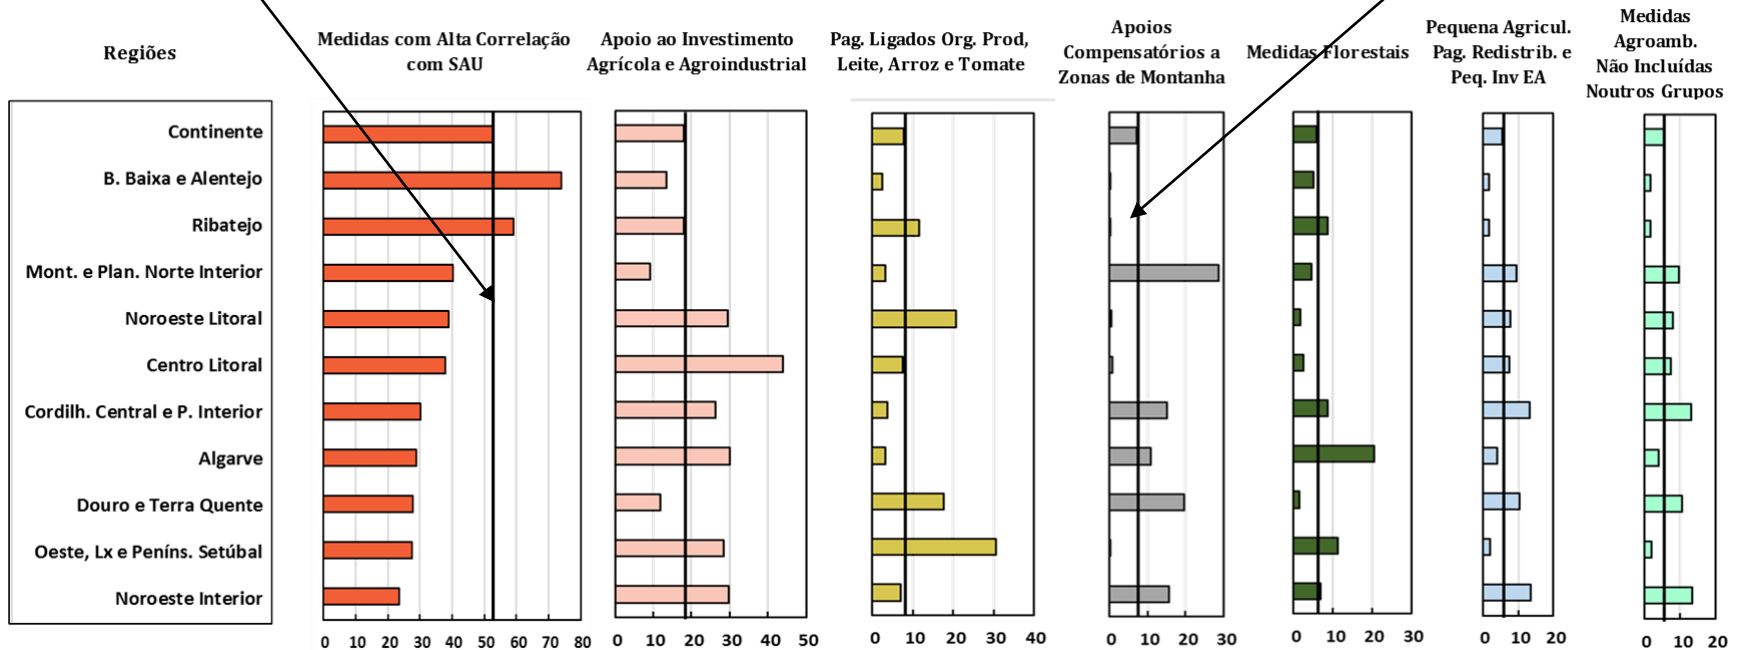 Regiões
Medidas com Alta Correlação
com SAU
Apoio ao Investimento
Agrícola e Agroindustrial
Pag. Ligados Org. Prod,
Leite, Arroz e Tomate
Apoios
Compensatórios a
Zonas de Montanha
Medidas Florestais
Pequena Agricul.
Pag. Redistrib. e
Peq. Inv EA
Medidas
Agroamb.
Não Incluídas
Noutros Grupos
Continente
B. Baixa e Alentejo
Ribatejo
Mont. e Plan. Norte Interior
Noroeste Litoral
Centro Litoral
Cordilh. Central e P. Interior
Algarve
Douro e Terra Quente
Oeste, Lx e Peníns. Setúbal
Noroeste Interior
0 10 20 30 40 50 60 70 80
0 10 20 30 40 50
0 10 20 30 40
0 10 20 30
0 10 20 30
0 10 20
0 10 20